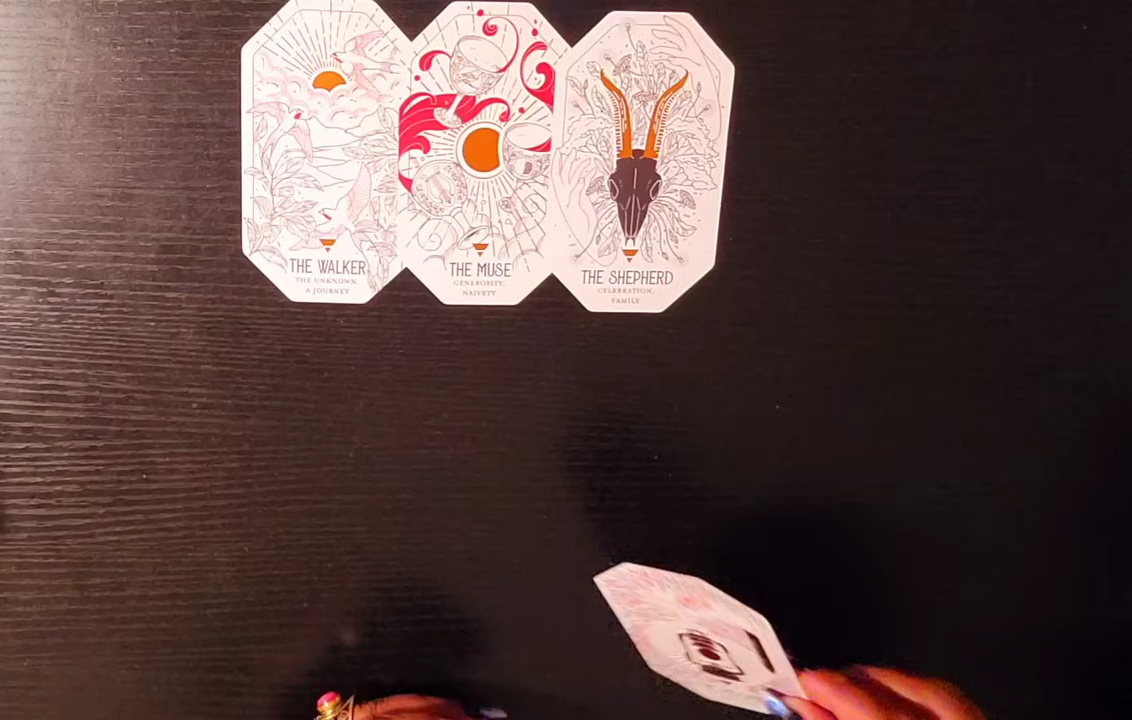 THE WALKER
THE UNKNOWN,
A JOURNEY
THE MUSE
GENEROSITY,
NAIVETY
THE SHEPHERD
CELEBRATION,
FAMILY